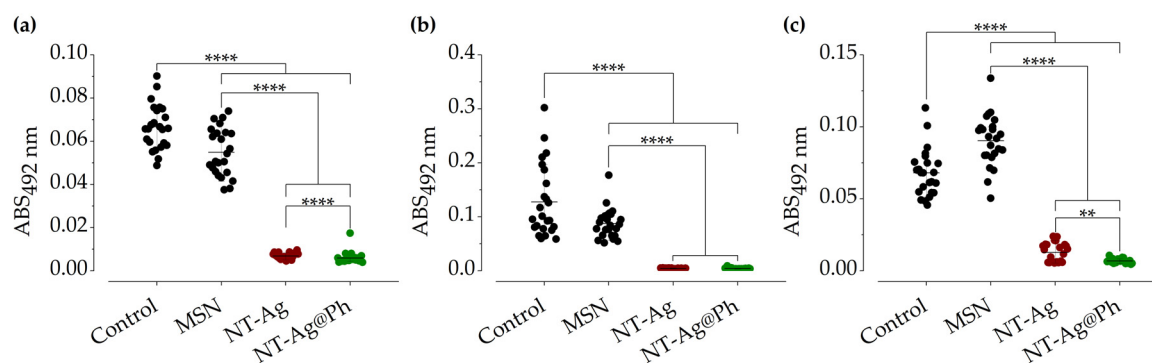 (a)
ABS492 nm
0.10
0.08
0.06
0.04
0.02
0.00
****
****
****
Control
MSN
NT-Ag
NT-Ag@Ph
(b)
ABS492 nm
0.4
0.3
0.2
0.1
0.0
****
****
Control
MSN
NT-Ag
NT-Ag@Ph
(c)
ABS492 nm
0.15
0.10
0.05
0.00
****
****
**
Control
MSN
NT-Ag
NT-Ag@Ph